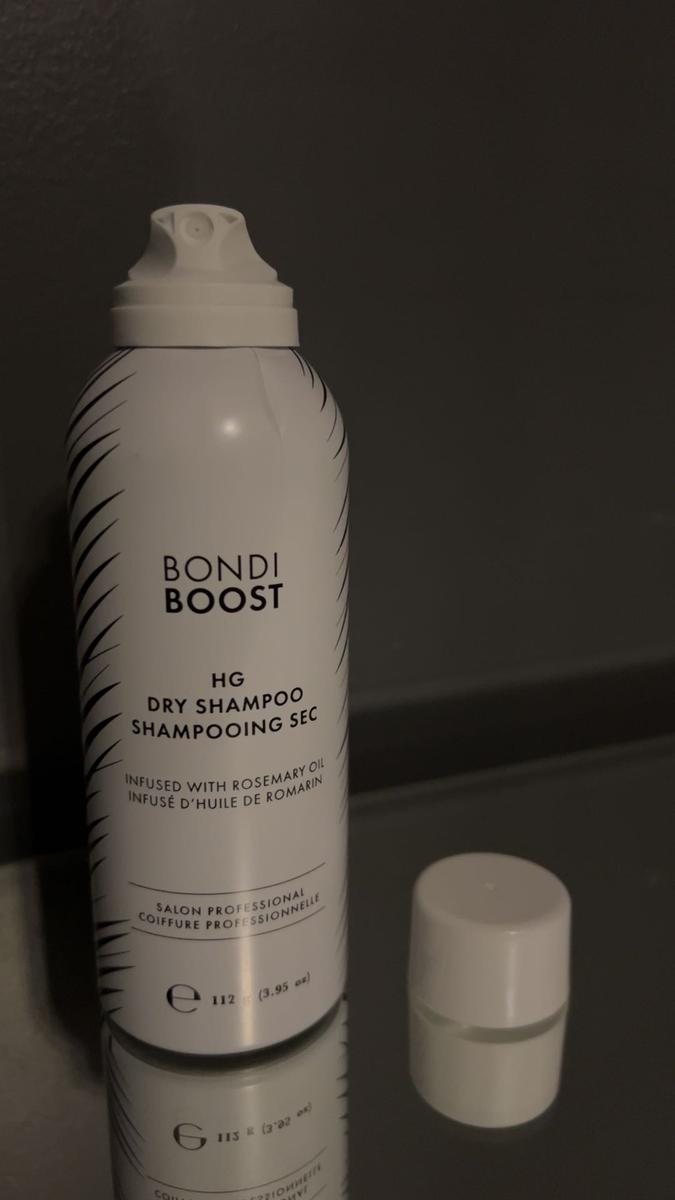 BONDI
BOOST
HG
DRY SHAMPOO
SHAMPOOING SEC
INFUSED WITH ROSEMARY OIL
INFUSÉ D'HUILE DE ROMARIN
SALON PROFESSIONAL
COIFFURE PROFESSIONNELLE
℮ 112 g (3.95 oz)